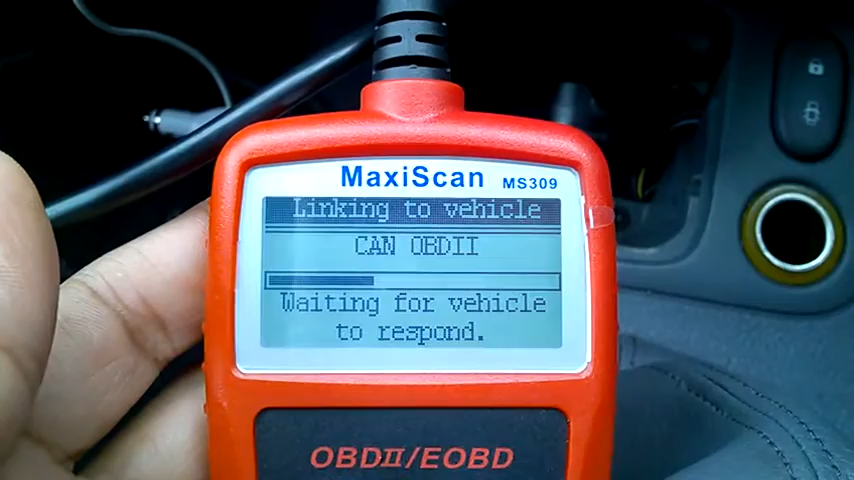 MaxiScan MS309
Linking to vehicle
CAN OBDII
Waiting for vehicle
to respond.
OBDII/EOBD